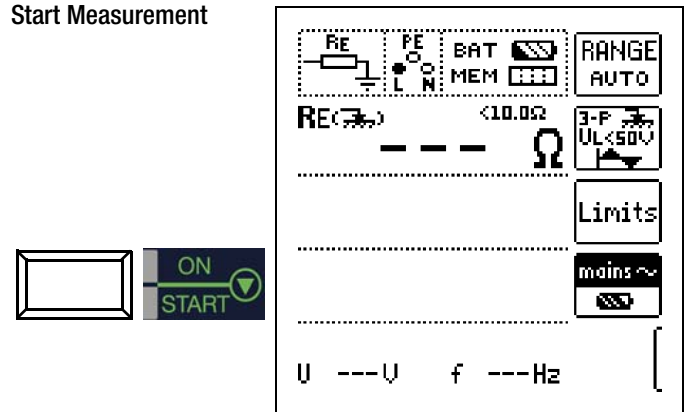 Start Measurement
RE
PE
L N
BAT
MEM
RANGE
AUTO
RE( )
<10.0Ω
--- Ω
3-P
UL<50V
Limits
ON
START
mains~
U ---V f ---Hz